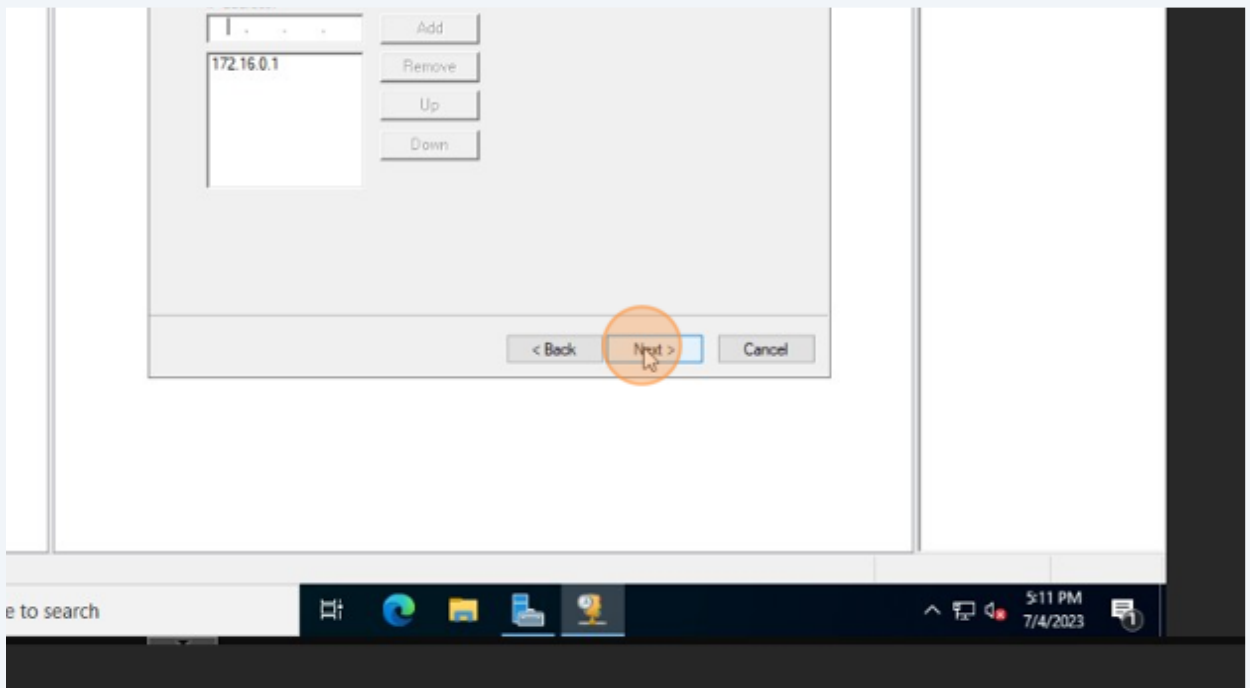 Add
172.16.0.1
Remove
Up
Down
< Back
Next >
Cancel
e to search
5:11 PM
7/4/2023
1